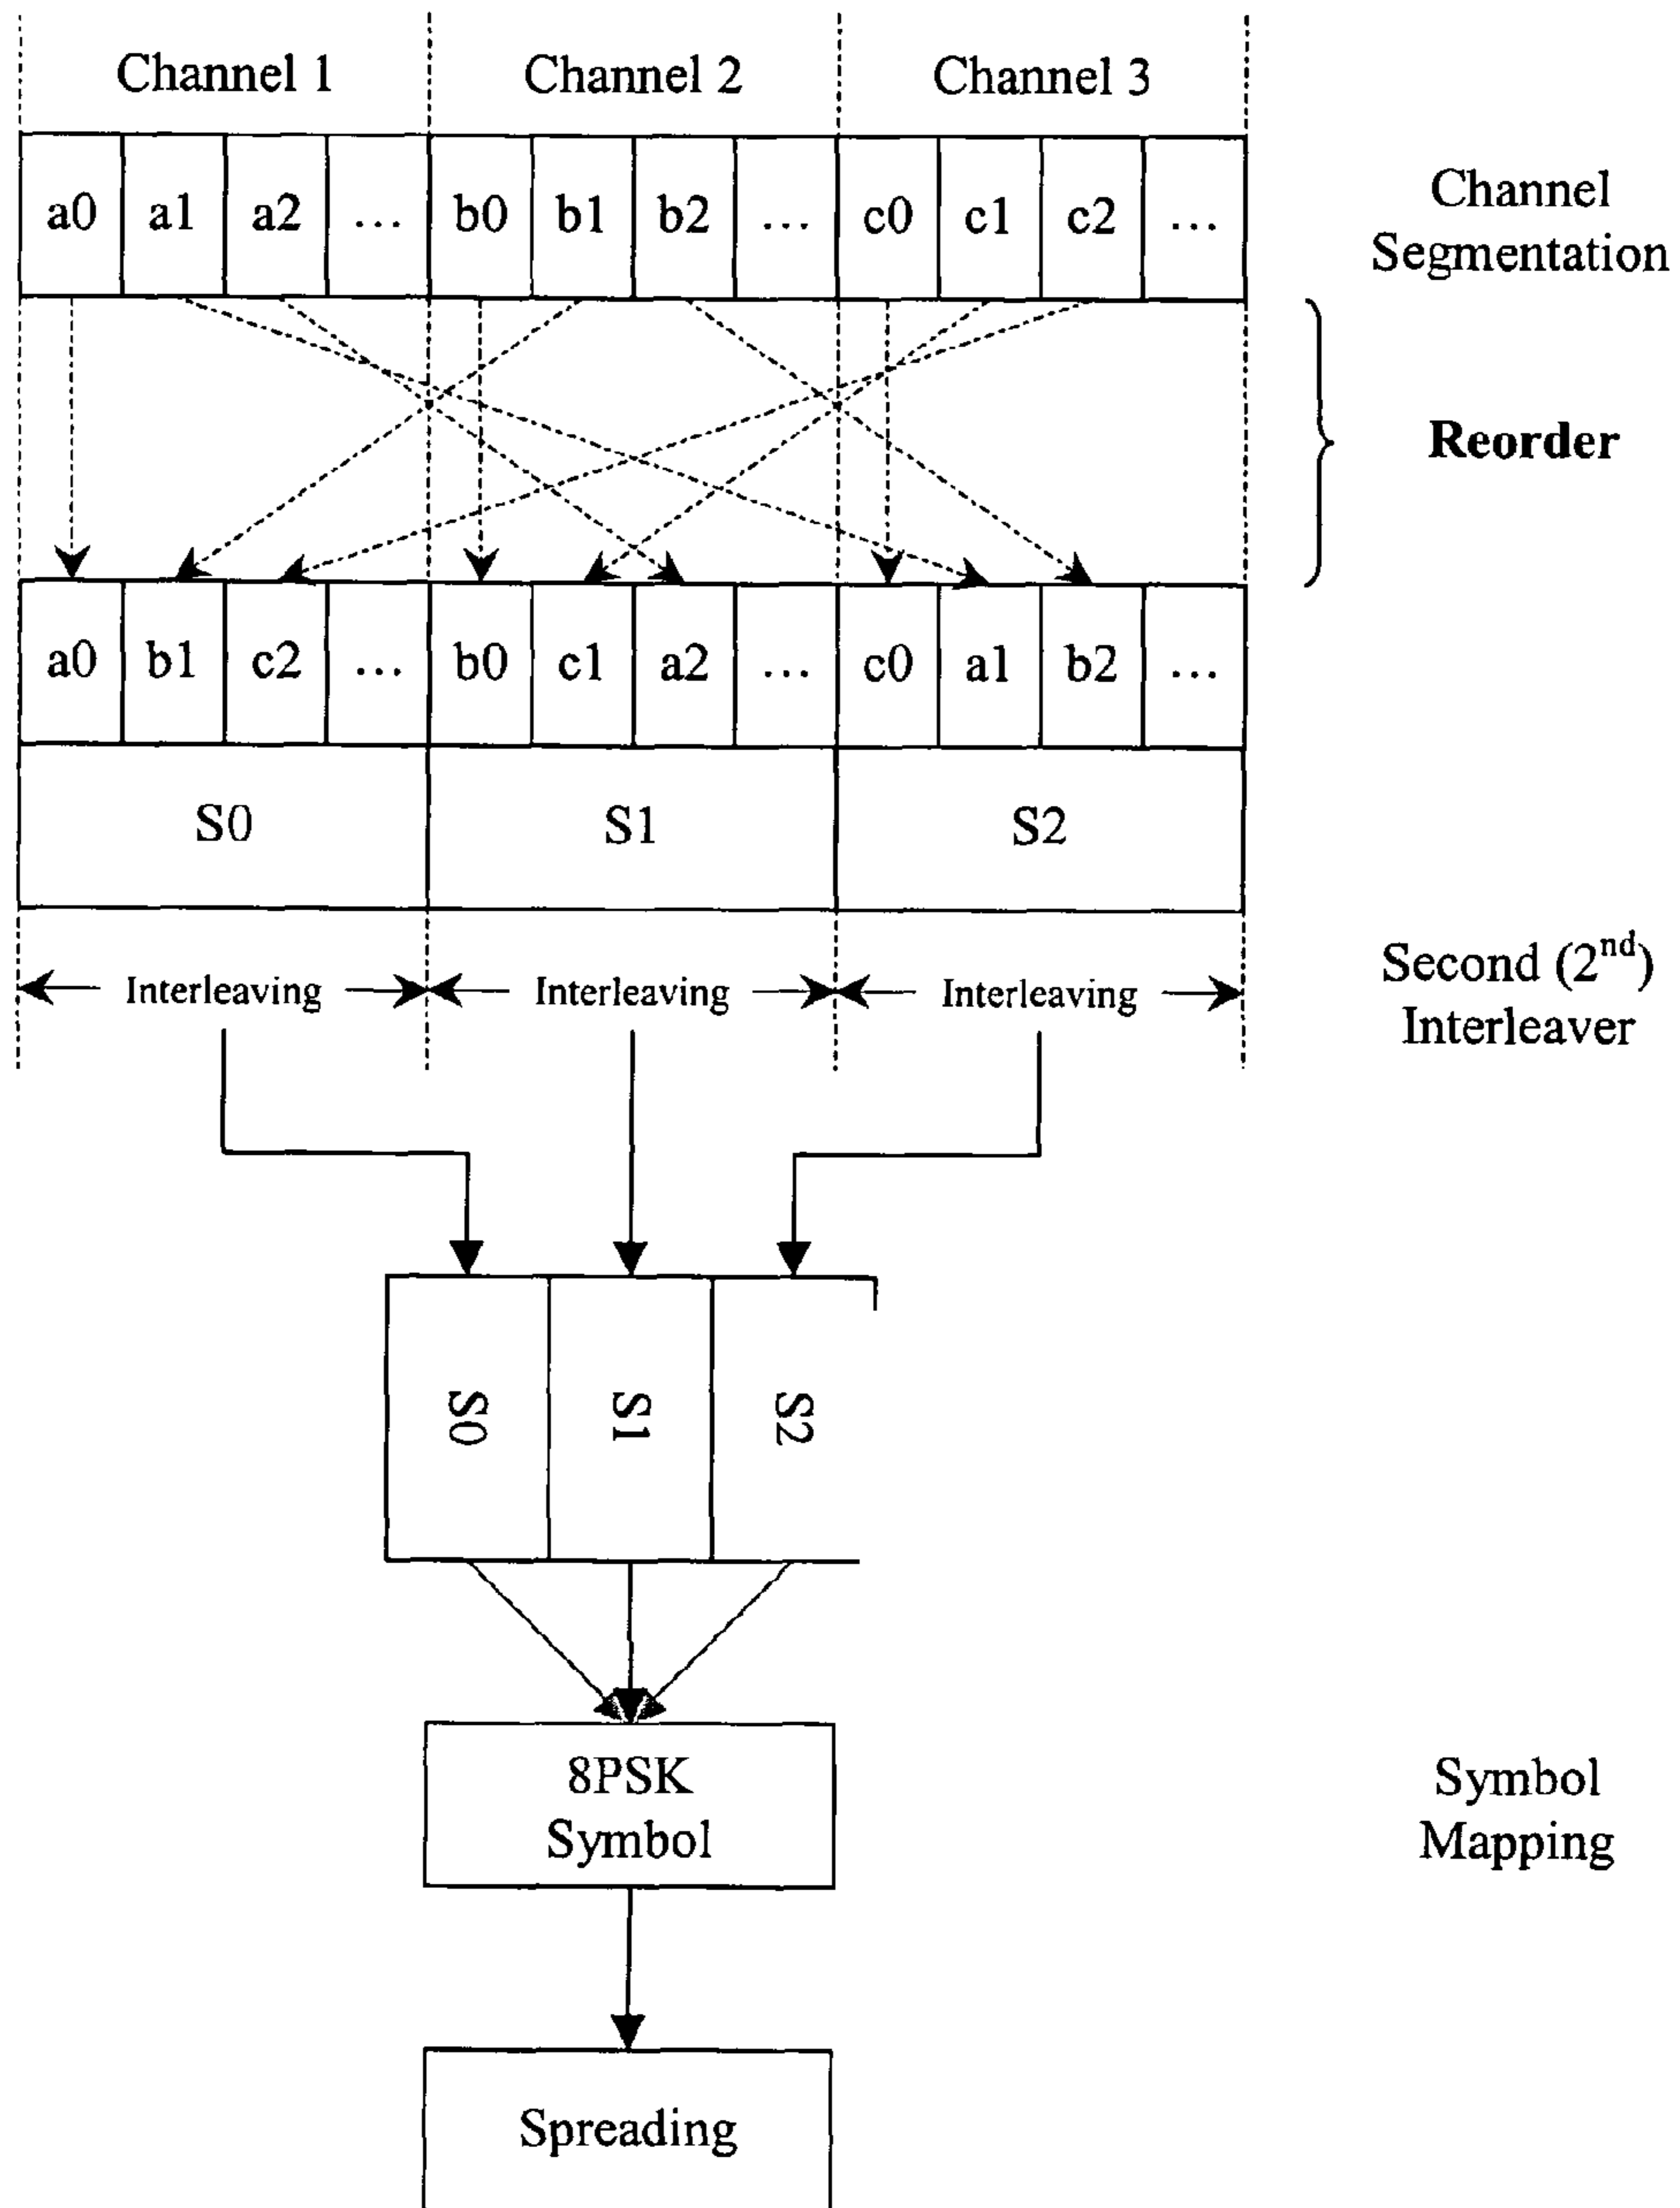 Channel 1 Channel 2 Channel 3
a0 a1 a2 ... b0 b1 b2 ... c0 c1 c2 ...
Channel
Segmentation
Reorder
a0 b1 c2 ... b0 c1 a2 ... c0 a1 b2 ...
S0 S1 S2
Interleaving Interleaving Interleaving
Second (2nd)
Interleaver
S0 S1 S2
8PSK
Symbol
Symbol
Mapping
Spreading